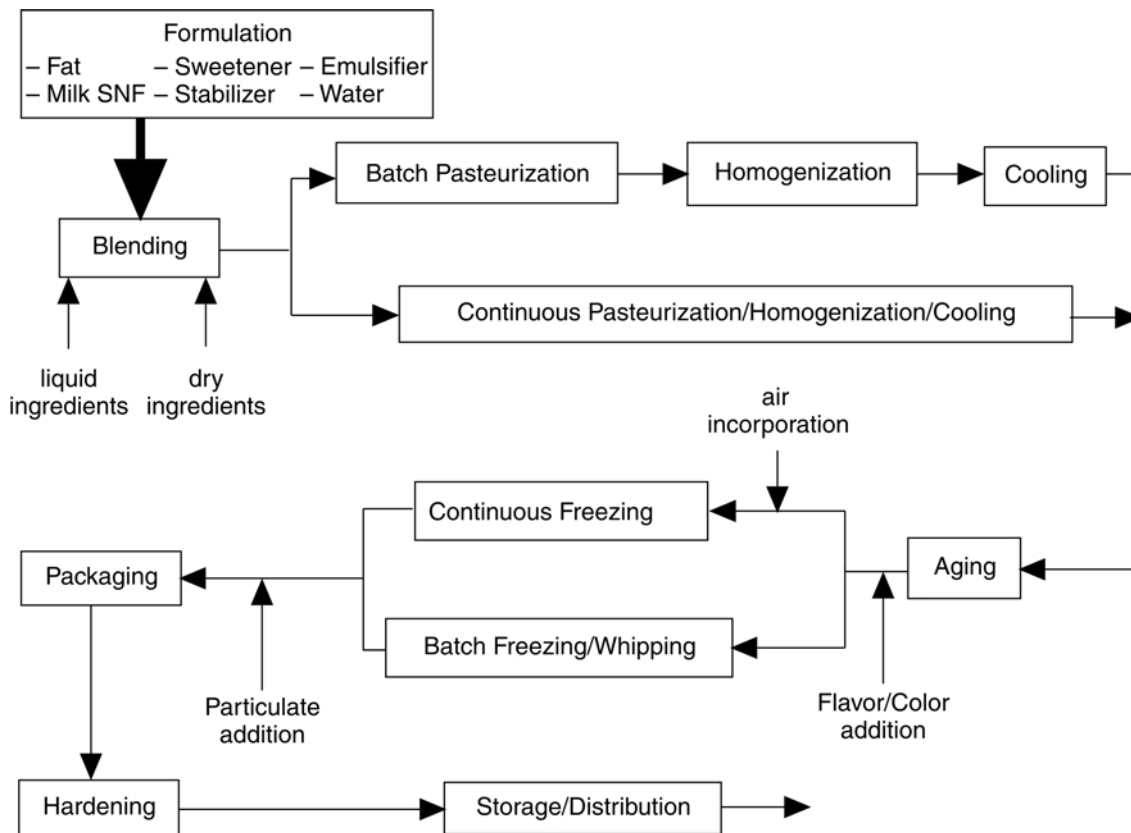 Formulation
– Fat – Sweetener – Emulsifier
– Milk SNF – Stabilizer – Water
Batch Pasteurization
Homogenization
Cooling
Blending
Continuous Pasteurization/Homogenization/Cooling
liquid
ingredients
dry
ingredients
air
incorporation
Continuous Freezing
Aging
Packaging
Batch Freezing/Whipping
Particulate
addition
Flavor/Color
addition
Hardening
Storage/Distribution